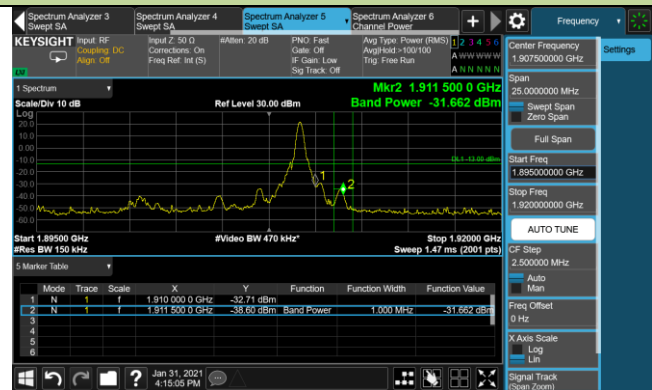 Spectrum Analyzer 3 Spectrum Analyzer 4 Spectrum Analyzer 5 Spectrum Analyzer 6 Frequency
Swept SA Swept SA Swept SA Channel Power
KEYSIGHT Input: RF Input Z: 50 Ω #Atten: 20 dB PNO: Fast Avg Type: Power (RMS) 1 2 3 4 5 6
Coupling: DC Corrections: On Gate: Off Avg|Hold:>100/100 A W W W W W
Align: Off Freq Ref: Int (S) IF Gain: Low Trig: Free Run A N N N N N
Sig Track: Off
LXI
1 Spectrum Mkr2 1.911 500 0 GHz
Scale/Div 10 dB Ref Level 30.00 dBm Band Power -31.662 dBm
Log
20.0
10.0
0.00
DL1 -13.00 dBm
-10.0
-20.0
-30.0
-40.0
-50.0
-60.0
1
2
Start 1.89500 GHz #Video BW 470 kHz* Stop 1.92000 GHz
#Res BW 150 kHz Sweep 1.47 ms (2001 pts)
5 Marker Table
Mode Trace Scale X Y Function Function Width Function Value
1 N 1 f 1.910 000 0 GHz -32.71 dBm
2 N 1 f 1.911 500 0 GHz -38.60 dBm Band Power 1.000 MHz -31.662 dBm
3
4
5
6
Jan 31, 2021
4:15:05 PM
Center Frequency
1.907500000 GHz
Settings
Span
25.0000000 MHz
Swept Span
Zero Span
Full Span
Start Freq
1.895000000 GHz
Stop Freq
1.920000000 GHz
AUTO TUNE
CF Step
2.500000 MHz
Auto
Man
Freq Offset
0 Hz
X Axis Scale
Log
Lin
Signal Track
(Span Zoom)